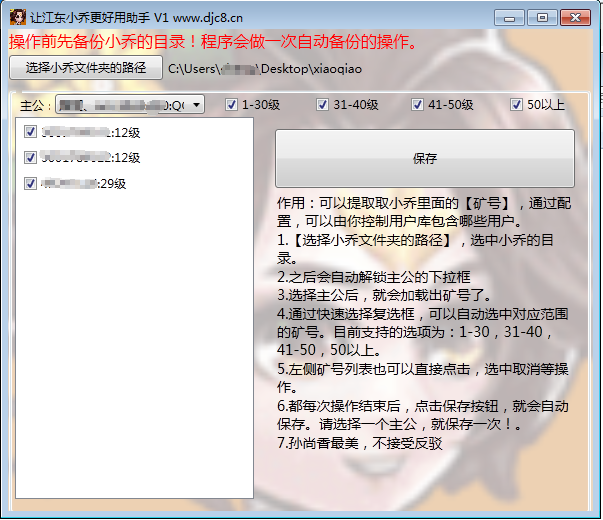 让江东小乔更好用助手 V1 www.djc8.cn
操作前先备份小乔的目录！程序会做一次自动备份的操作。
选择小乔文件夹的路径 C:\Users\ \Desktop\xiaoqiao
主公： ;QQ 1-30级 31-40级 41-50级 50以上
:12级
:12级
:29级
保存
作用：可以提取取小乔里面的【矿号】，通过配
置，可以由你控制用户库包含哪些用户。
1.【选择小乔文件夹的路径】，选中小乔的目
录。
2.之后会自动解锁主公的下拉框
3.选择主公后，就会加载出矿号了。
4.通过快速选择复选框，可以自动选中对应范围
的矿号。目前支持的选项为：1-30，31-40，
41-50，50以上。
5.左侧矿号列表也可以直接点击，选中取消等操
作。
6.都每次操作结束后，点击保存按钮，就会自动
保存。请选择一个主公，就保存一次！。
7.孙尚香最美，不接受反驳